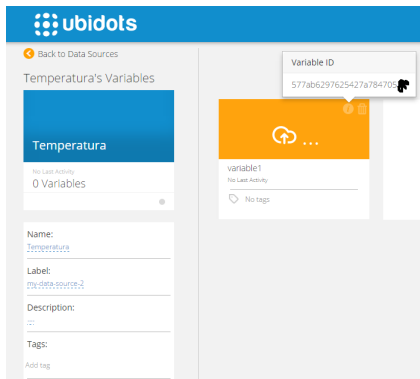 ubidots
Back to Data Sources
Temperatura's Variables
Temperatura
No Last Activity
0 Variables
Name:
Temperatura
Label:
my-data-source-2
Description:
Tags:
Add tag
Variable ID
577ab6297625427a784705
...
variable1
No Last Activity
No tags